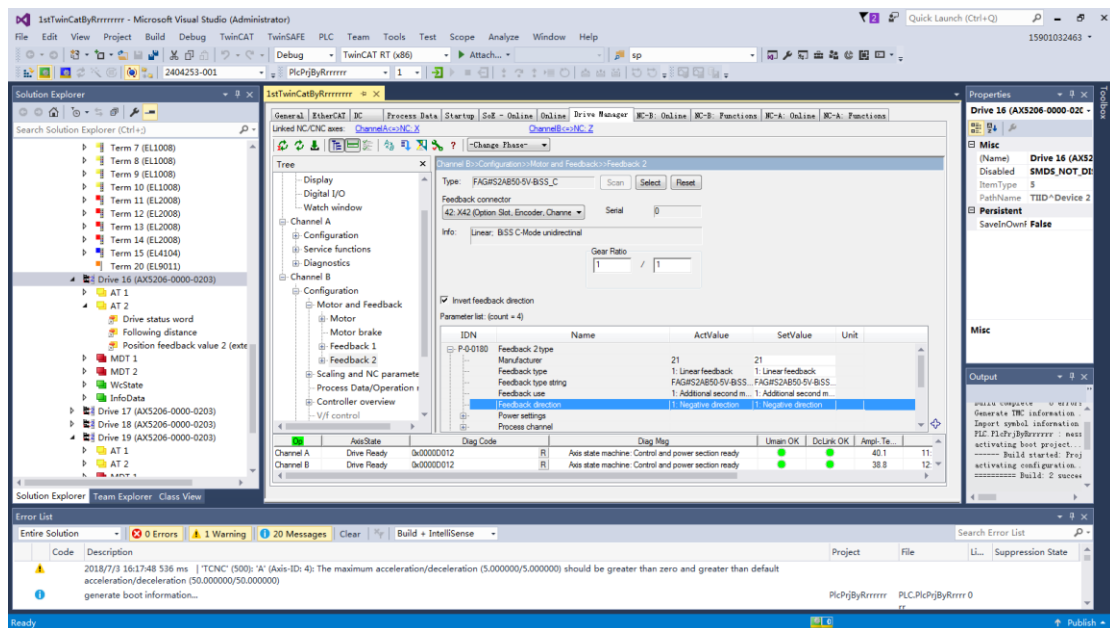 1stTwinCatByRrrrrrrr - Microsoft Visual Studio (Administrator)
2
Quick Launch (Ctrl+Q)
File Edit View Project Build Debug TwinCAT TwinSAFE PLC Team Tools Test Scope Analyze Window Help
15901032463
Debug TwinCAT RT (x86) Attach... sp
2404253-001 PlcPrjByRrrrrrr 1
Solution Explorer
Search Solution Explorer (Ctrl+;)
Term 7 (EL1008)
Term 8 (EL1008)
Term 9 (EL1008)
Term 10 (EL1008)
Term 11 (EL2008)
Term 12 (EL2008)
Term 13 (EL2008)
Term 14 (EL2008)
Term 15 (EL4104)
Term 20 (EL9011)
Drive 16 (AX5206-0000-0203)
AT 1
AT 2
Drive status word
Following distance
Position feedback value 2 (exte
MDT 1
MDT 2
WcState
InfoData
Drive 17 (AX5206-0000-0203)
Drive 18 (AX5206-0000-0203)
Drive 19 (AX5206-0000-0203)
AT 1
AT 2
MDT 1
Solution Explorer Team Explorer Class View
1stTwinCatByRrrrrrrr
General EtherCAT DC Process Data Startup SoE - Online Online Drive Manager NC-B: Online NC-B: Functions NC-A: Online NC-A: Functions
Linked NC/CNC axes: ChannelA<=>NC: X ChannelB<=>NC: Z
-Change Phase-
Tree
Display
Digital I/O
Watch window
Channel A
Configuration
Service functions
Diagnostics
Channel B
Configuration
Motor and Feedback
Motor
Motor brake
Feedback 1
Feedback 2
Scaling and NC paramete
Process Data/Operation r
Controller overview
V/f control
Channel B>>Configuration>>Motor and Feedback>>Feedback 2
Type: FAG#S2AB50-5V-BiSS_C Scan Select Reset
Feedback connector
42: X42 (Option Slot, Encoder, Channe Serial 0
Info: Linear; BiSS C-Mode unidirectinal
Gear Ratio
1 / 1
Invert feedback direction
Parameter list: (count = 4)
IDN Name ActValue SetValue Unit
P-0-0180 Feedback 2 type
Manufacturer 21 21
Feedback type 1: Linear feedback 1: Linear feedback
Feedback type string FAG#S2AB50-5V-BiSS... FAG#S2AB50-5V-BiSS...
Feedback use 1: Additional second m... 1: Additional second m...
Feedback direction 1: Negative direction 1: Negative direction
Power settings
Process channel
Op AxisState Diag Code Diag Msg Umain OK DcLink OK Ampl.-Te...
Channel A Drive Ready 0x0000D012 R Axis state machine: Control and power section ready 40.1 11:
Channel B Drive Ready 0x0000D012 R Axis state machine: Control and power section ready 38.8 12:
Properties
Drive 16 (AX5206-0000-020
Misc
(Name) Drive 16 (AX52
Disabled SMDS_NOT_DI
ItemType 5
PathName TIID^Device 2
Persistent
SaveInOwnF False
Misc
Toolbox
Output
Build complete -- 0 errors
Generate TMC information .
Import symbol information
PLC.PlcPrjByRrrrrrr : mess
activating boot project...
------ Build started: Proj
activating configuration..
========== Build: 2 succee
Error List
Entire Solution 0 Errors 1 Warning 20 Messages Clear Build + IntelliSense
Search Error List
Code Description Project File Li... Suppression State
2018/7/3 16:17:48 536 ms | 'TCNC' (500): 'A' (Axis-ID: 4): The maximum acceleration/deceleration (5.000000/5.000000) should be greater than zero and greater than default
acceleration/deceleration (50.000000/50.000000)
generate boot information... PlcPrjByRrrrrrr PLC.PlcPrjByRrrrr 0
rr
Ready
0
Publish